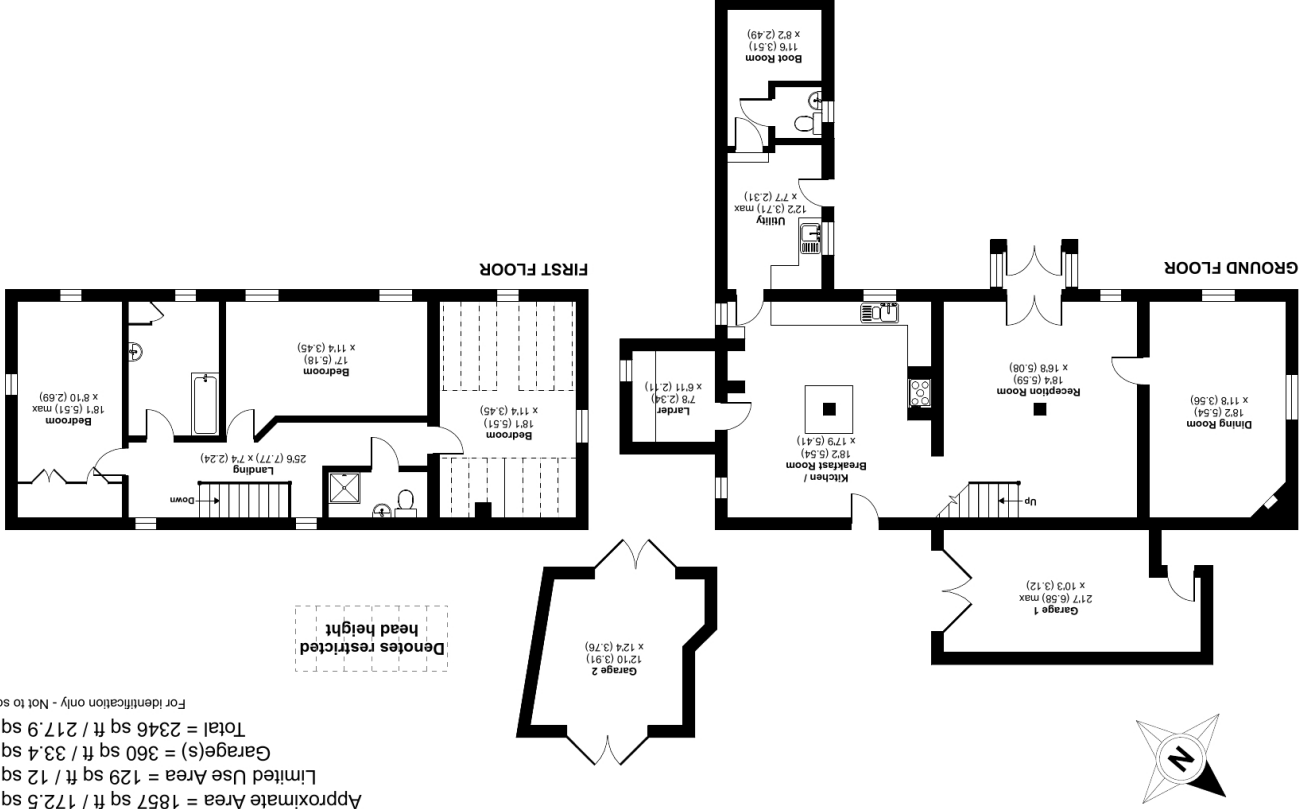 Approximate Area = 1857 sq ft / 172.5 sq
Limited Use Area = 129 sq ft / 12 sq
Garage(s) = 360 sq ft / 33.4 sq
Total = 2346 sq ft / 217.9 sq
For identification only - Not to sc
N
Denotes restricted
head height
Garage 1
21'7 (6.58) max
x 10'3 (3.12)
Garage 2
12'10 (3.91)
x 12'4 (3.76)
Up
Dining Room
18'2 (5.54)
x 11'8 (3.56)
Reception Room
18'4 (5.59)
x 16'8 (5.08)
Kitchen /
Breakfast Room
18'2 (5.54)
x 17'9 (5.41)
Larder
7'8 (2.34)
x 6'11 (2.11)
Utility
12'2 (3.71) max
x 7'7 (2.31)
Boot Room
11'6 (3.51)
x 8'2 (2.49)
GROUND FLOOR
Down
Landing
25'6 (7.77) x 7'4 (2.24)
Bedroom
18'1 (5.51)
x 11'4 (3.45)
Bedroom
17' (5.18)
x 11'4 (3.45)
Bedroom
18'1 (5.51) max
x 8'10 (2.69)
FIRST FLOOR